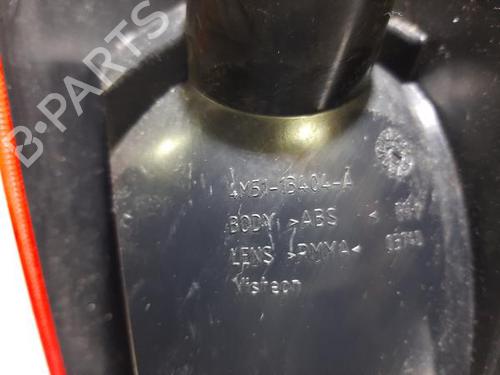 4M51-13404-A
BODY >ABS <
LENS >PMMA<
Visteon
B-Parts